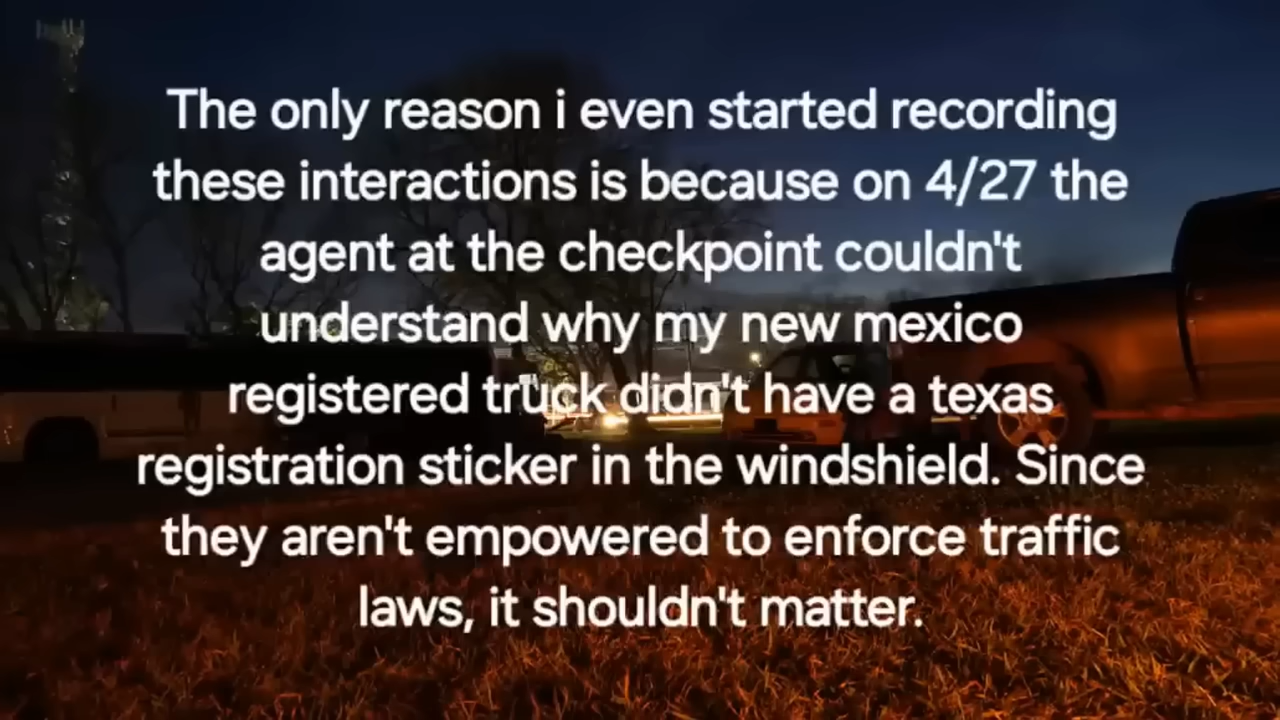 The only reason i even started recording
these interactions is because on 4/27 the
agent at the checkpoint couldn't
understand why my new mexico
registered truck didn't have a texas
registration sticker in the windshield. Since
they aren't empowered to enforce traffic
laws, it shouldn't matter.